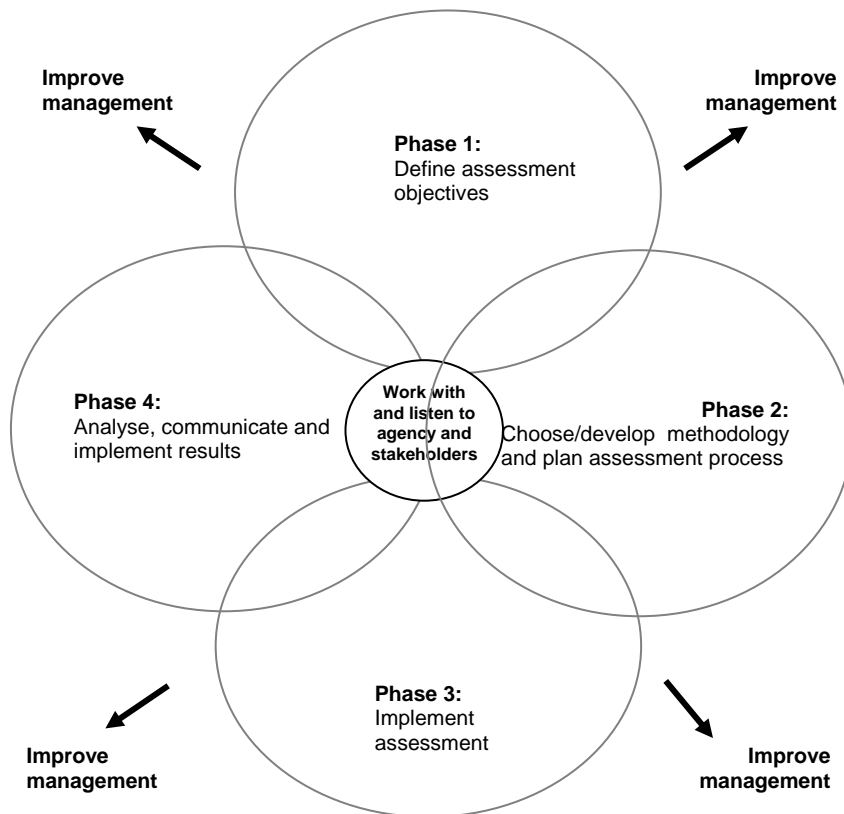 Improve
management
Improve
management
Phase 1:
Define assessment
objectives
Phase 4:
Analyse, communicate and
implement results
Work with
and listen to
agency and
stakeholders
Phase 2:
Choose/develop methodology
and plan assessment process
Phase 3:
Implement
assessment
Improve
management
Improve
management